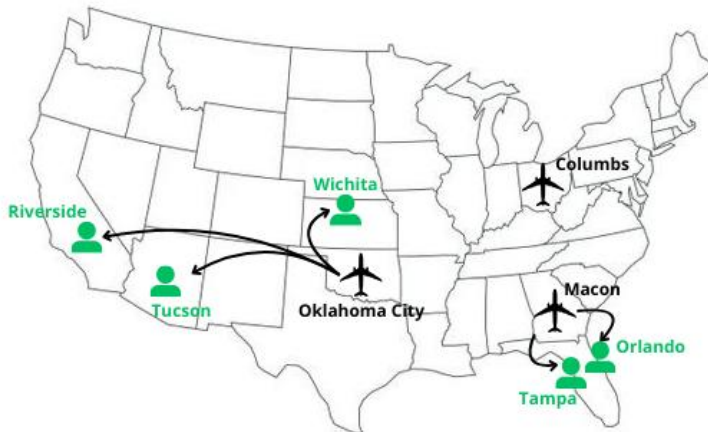 Columbs
Wichita
Riverside
Tucson
Oklahoma City
Macon
Orlando
Tampa